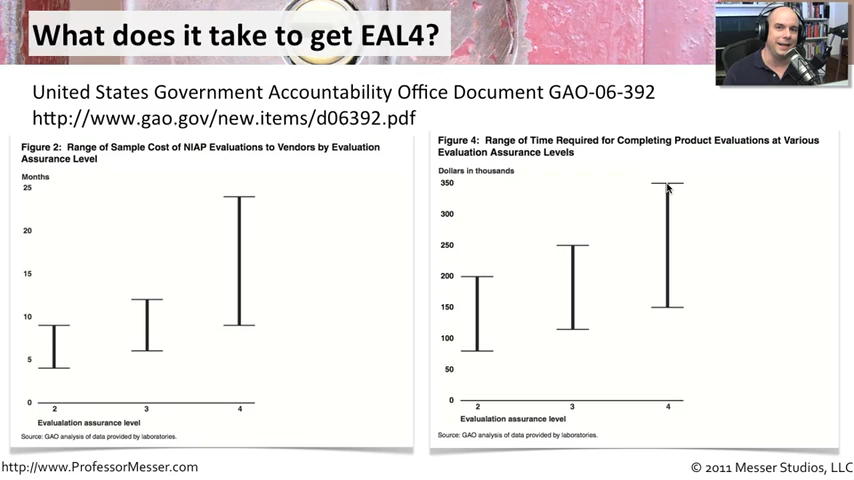 What does it take to get EAL4?
United States Government Accountability Office Document GAO-06-392
http://www.gao.gov/new.items/d06392.pdf
Figure 2: Range of Sample Cost of NIAP Evaluations to Vendors by Evaluation
Assurance Level
Months
25
20
15
10
5
0
2 3 4
Evalualation assurance level
Source: GAO analysis of data provided by laboratories.
Figure 4: Range of Time Required for Completing Product Evaluations at Various
Evaluation Assurance Levels
Dollars in thousands
350
300
250
200
150
100
50
0
2 3 4
Evalualation assurance level
Source: GAO analysis of data provided by laboratories.
http://www.ProfessorMesser.com
© 2011 Messer Studios, LLC